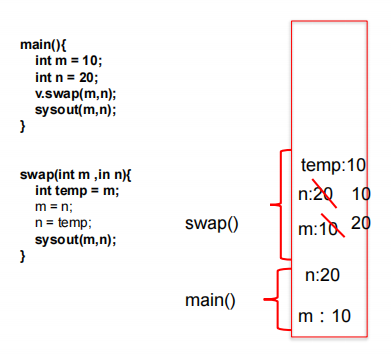 main(){
int m = 10;
int n = 20;
v.swap(m,n);
sysout(m,n);
}
swap(int m ,in n){
int temp = m;
m = n;
n = temp;
sysout(m,n);
}
swap()
main()
temp:10
n:20 10
m:10 20
n:20
m：10